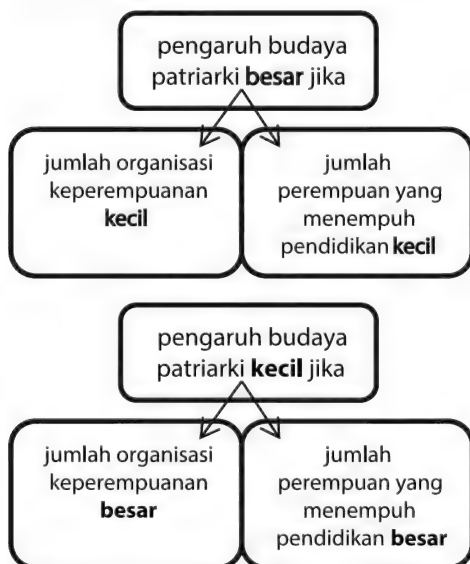 pengaruh budaya
patriarki besar jika
jumlah organisasi
keperempuanan
kecil
jumlah
perempuan yang
menempuh
pendidikan kecil
pengaruh budaya
patriarki kecil jika
jumlah organisasi
keperempuanan
besar
jumlah
perempuan yang
menempuh
pendidikan besar